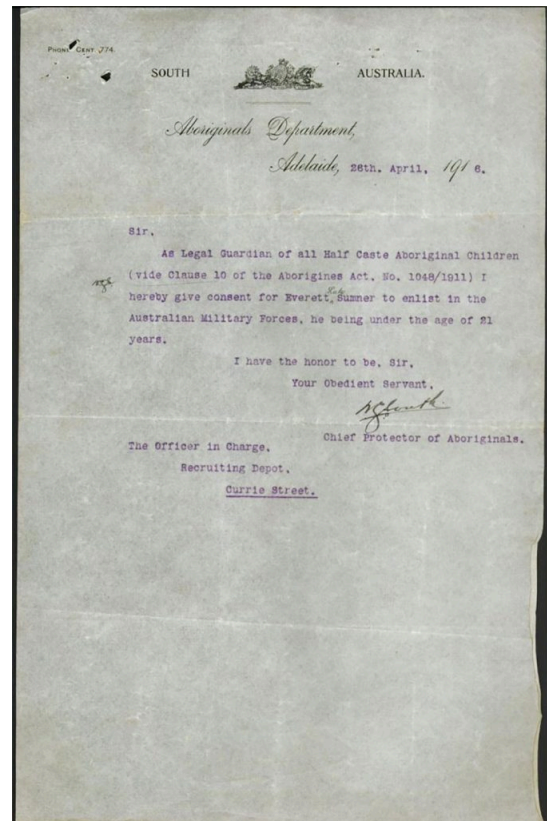 PHONE CENT 774.
SOUTH AUSTRALIA.
Aboriginals Department,
Adelaide, 26th. April. 1916.
Sir,
As Legal Guardian of all Half Caste Aboriginal Children
(vide Clause 10 of the Aborigines Act. No. 1048/1911) I
hereby give consent for Everett, Sumner to enlist in the
Australian Military Forces, he being under the age of 21
years.
I have the honor to be, Sir,
Your Obedient Servant,
Chief Protector of Aboriginals.
The Officer in Charge,
Recruiting Depot.
Currie Street.